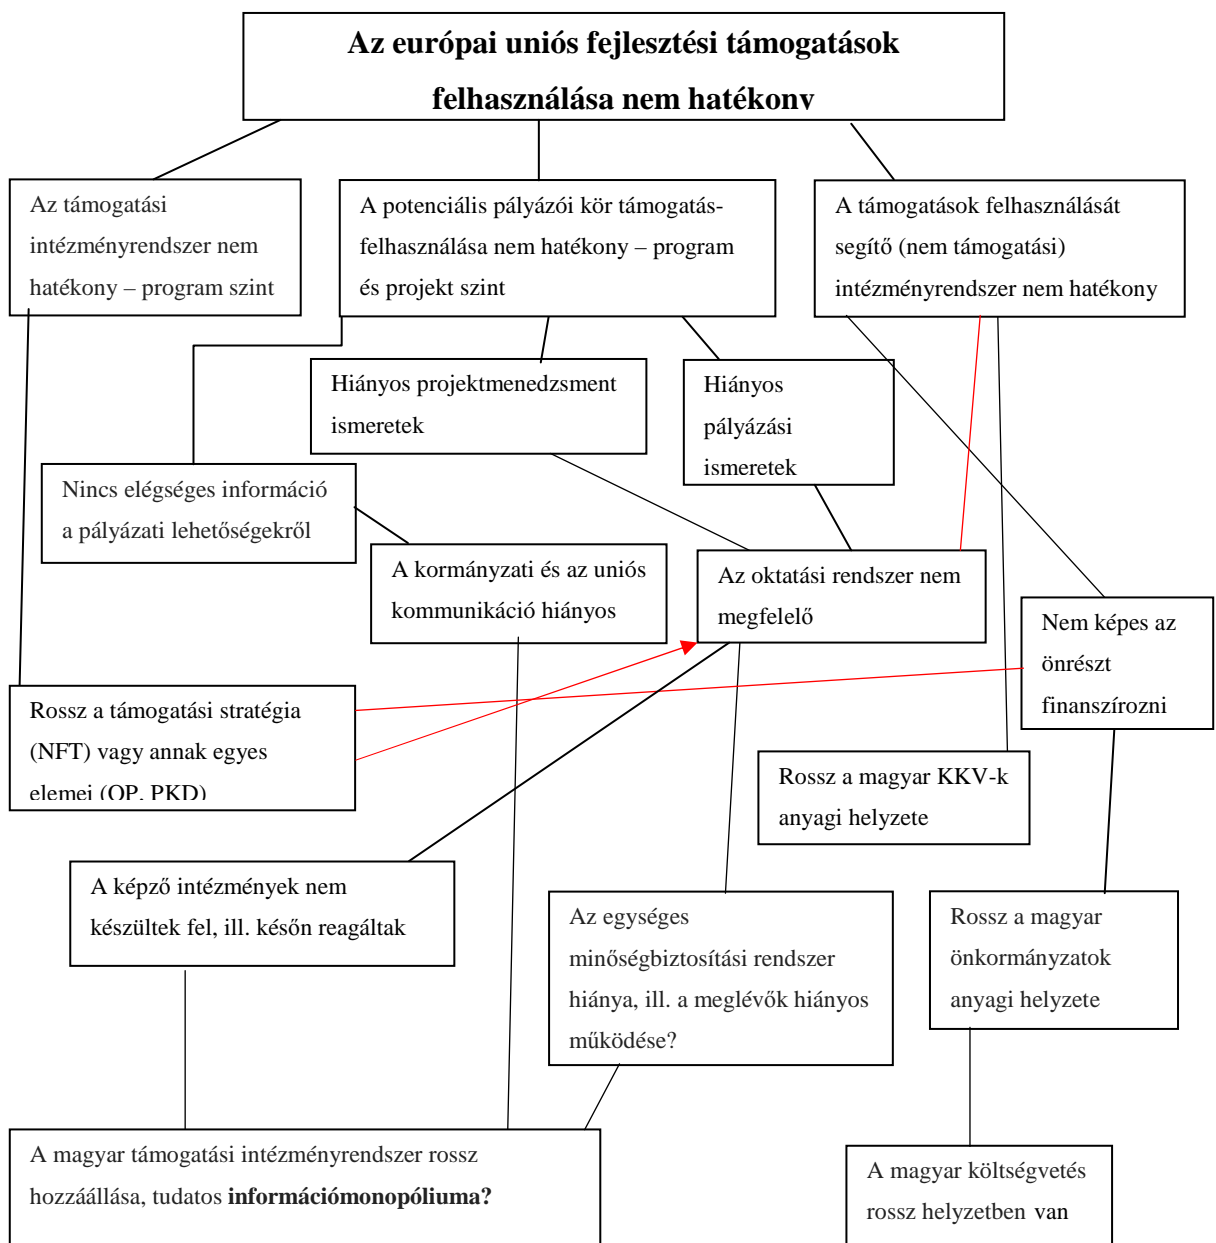 Az európai uniós fejlesztési támogatások
felhasználása nem hatékony
Az támogatási
intézményrendszer nem
hatékony – program szint
A potenciális pályázói kör támogatás-
felhasználása nem hatékony – program
és projekt szint
A támogatások felhasználását
segítő (nem támogatási)
intézményrendszer nem hatékony
Hiányos projektmenedzsment
ismeretek
Hiányos
pályázási
ismeretek
Nincs elégséges információ
a pályázati lehetőségekről
A kormányzati és az uniós
kommunikáció hiányos
Az oktatási rendszer nem
megfelelő
Nem képes az
önrészt
finanszírozni
Rossz a támogatási stratégia
(NFT) vagy annak egyes
elemei (OP, PKD)
Rossz a magyar KKV-k
anyagi helyzete
A képző intézmények nem
készültek fel, ill. későn reagáltak
Az egységes
minőségbiztosítási rendszer
hiánya, ill. a meglévők hiányos
működése?
Rossz a magyar
önkormányzatok
anyagi helyzete
A magyar támogatási intézményrendszer rossz
hozzáállása, tudatos információmonopóliuma?
A magyar költségvetés
rossz helyzetben van